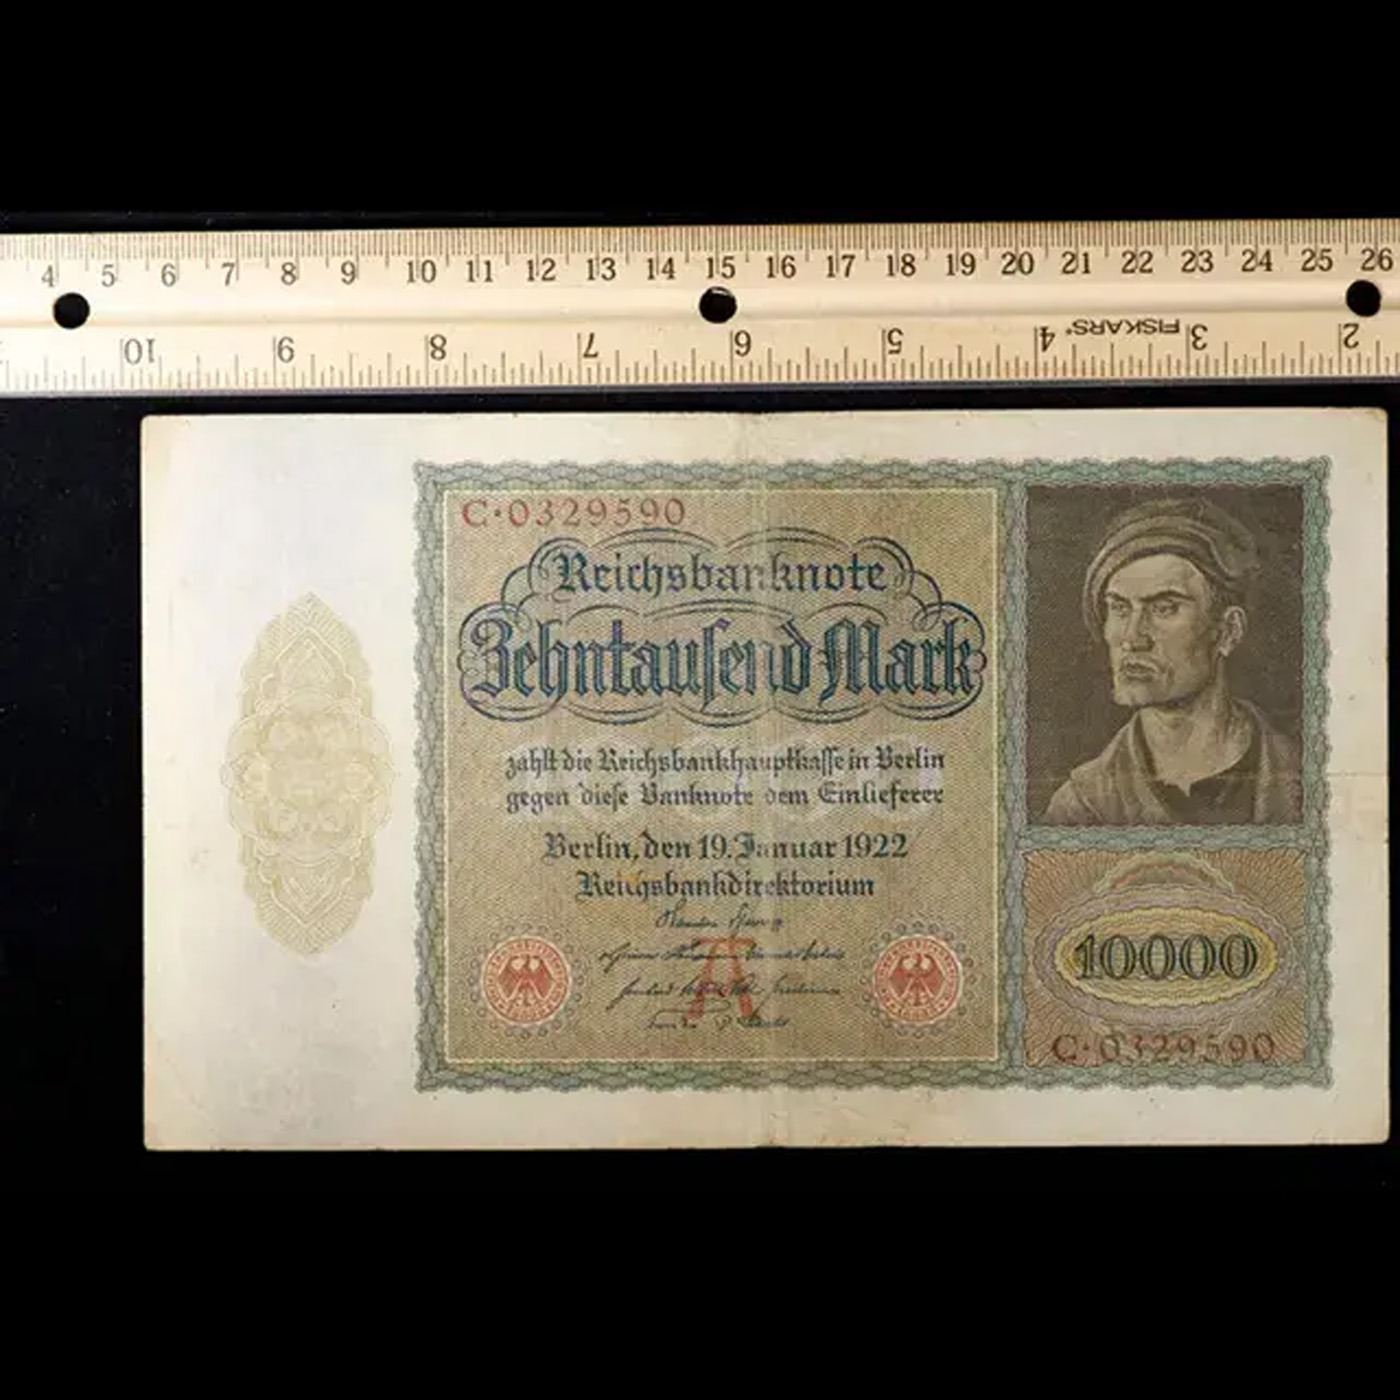 4 5 6 7 8 9 10 11 12 13 14 15 16 17 18 19 20 21 22 23 24 25 26
10 9 8 7 6 5 4 FISKARS 3 2
C·0329590
Reichsbanknote
Zehntauſend Mark
zahlt die Reichsbankhauptkaſſe in Berlin
gegen dieſe Banknote dem Einlieferer
Berlin, den 19. Januar 1922
Reichsbankdirektorium
A
10000
C·0329590